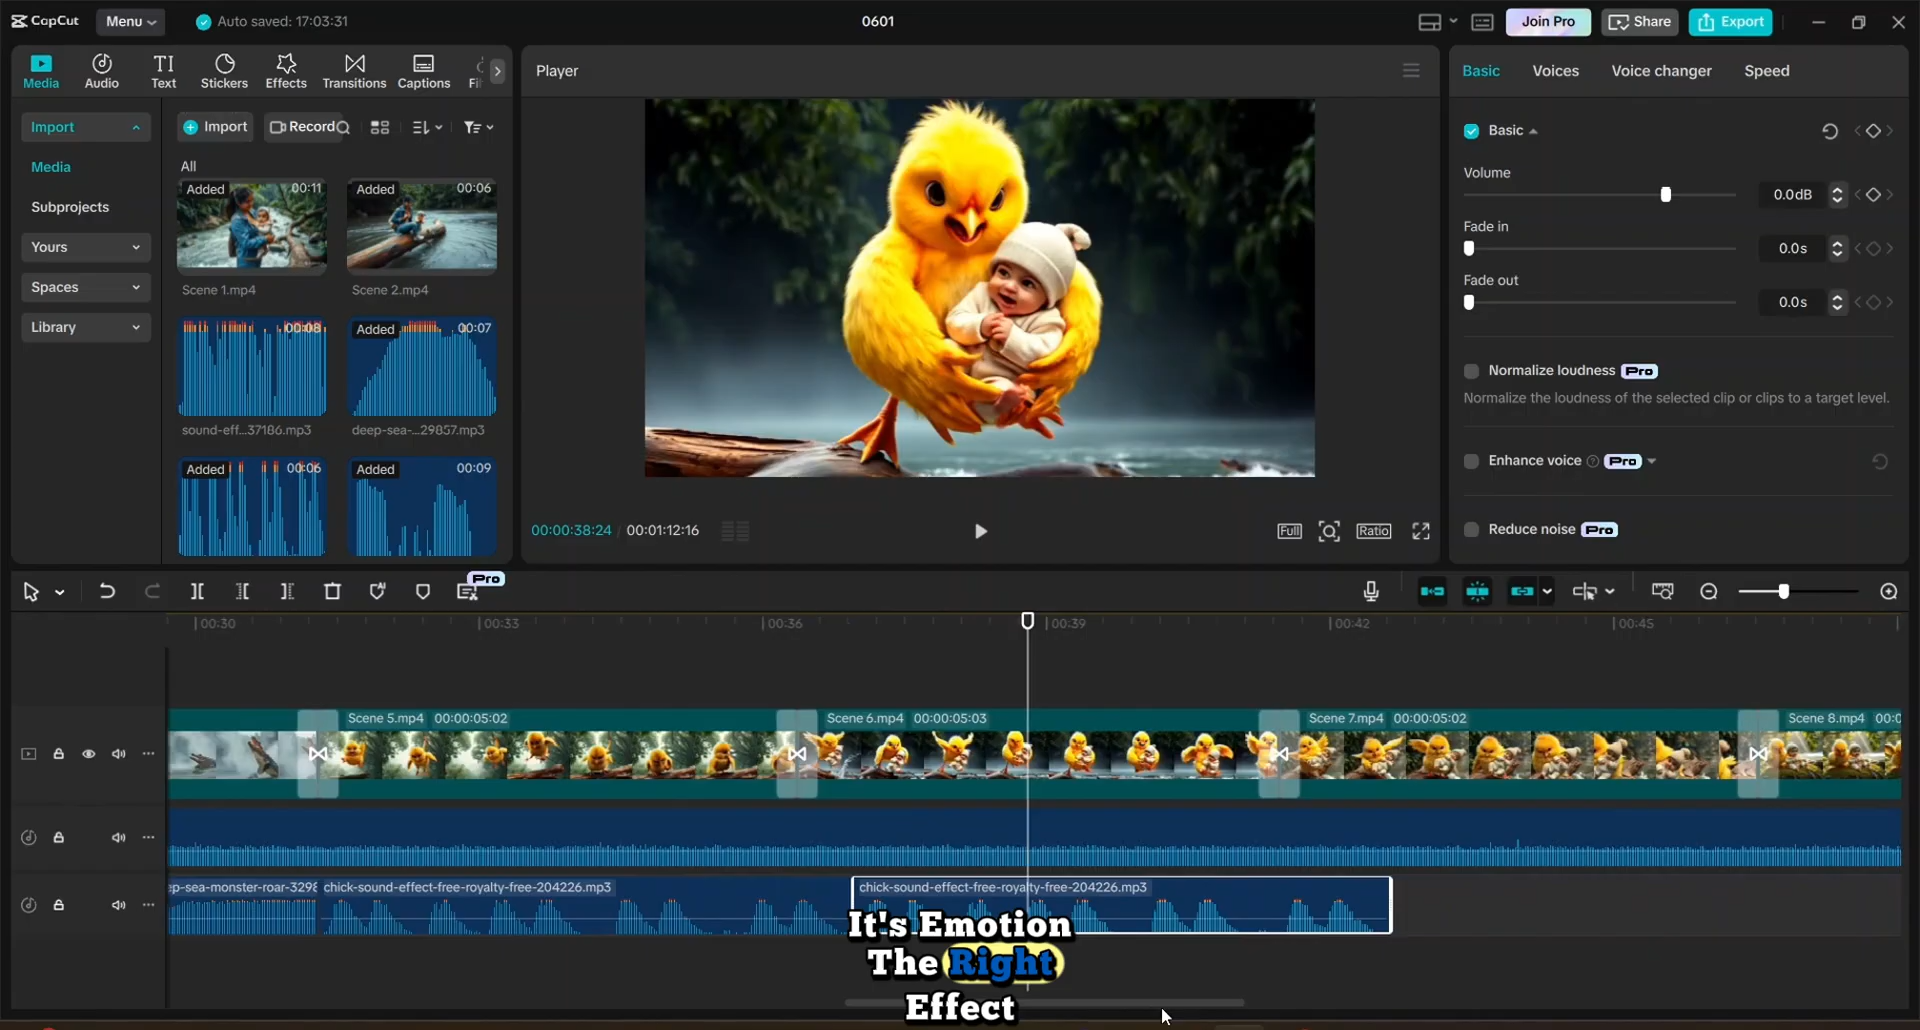 CapCut
Menu
Auto saved: 17:03:31
0601
Join Pro
Share
Export
Media
Audio
Text
Stickers
Effects
Transitions
Captions
Fi
Player
Basic
Voices
Voice changer
Speed
Import
Media
Subprojects
Yours
Spaces
Library
Import
Record
All
Added 00:11
Added 00:06
Scene 1.mp4
Scene 2.mp4
00:08
Added 00:07
sound-eff...37186.mp3
deep-sea-...29857.mp3
Added 00:06
Added 00:09
00:00:38:24 / 00:01:12:16
Full
Ratio
Basic
Volume
0.0dB
Fade in
0.0s
Fade out
0.0s
Normalize loudness Pro
Normalize the loudness of the selected clip or clips to a target level.
Enhance voice Pro
Reduce noise Pro
Pro
00:30
00:33
00:36
00:39
00:42
00:45
Scene 5.mp4 00:00:05:02
Scene 6.mp4 00:00:05:03
Scene 7.mp4 00:00:05:02
Scene 8.mp4 00:0
ep-sea-monster-roar-329
chick-sound-effect-free-royalty-free-204226.mp3
chick-sound-effect-free-royalty-free-204226.mp3
It's Emotion
The Right
Effect